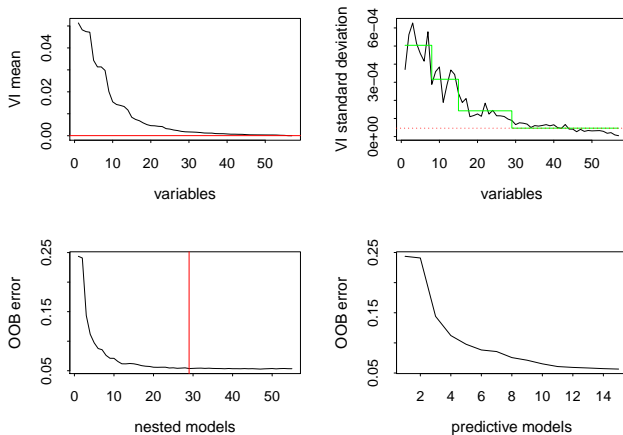 VI mean
0.00 0.02 0.04
0 10 20 30 40 50
variables
VI standard deviation
0e+00 3e-04 6e-04
0 10 20 30 40 50
variables
OOB error
0.05 0.15 0.25
0 10 20 30 40 50
nested models
OOB error
0.05 0.15 0.25
2 4 6 8 10 12 14
predictive models